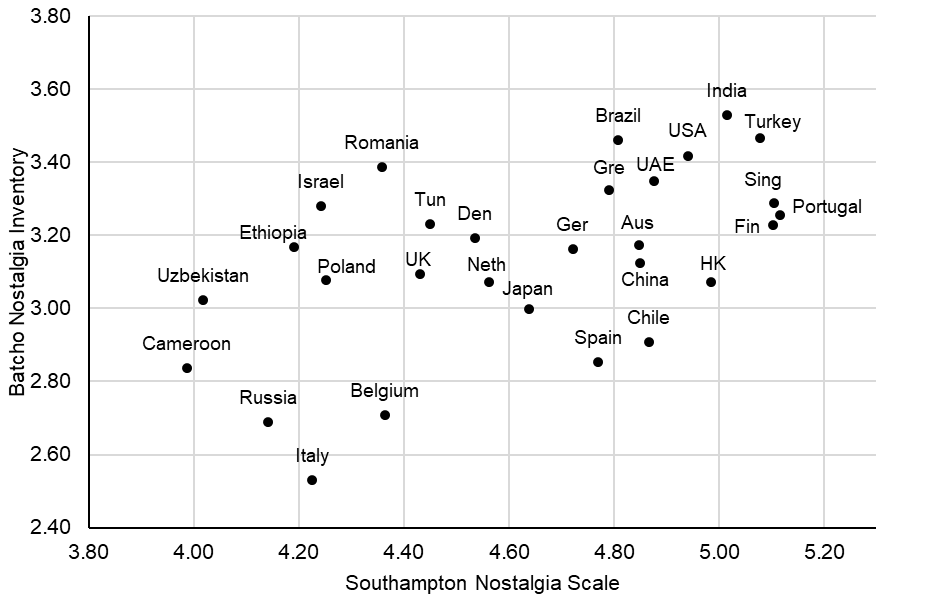 3.80
3.60
India
Brazil
Turkey
USA
Romania
3.40
Gre
UAE
Israel
Sing
Tun
Portugal
Den
Ethiopia
Ger
Aus
Fin
3.20
UK
Neth
HK
Poland
Uzbekistan
China
Japan
3.00
Chile
Cameroon
Spain
2.80
Belgium
Russia
2.60
Italy
2.40
3.80 4.00 4.20 4.40 4.60 4.80 5.00 5.20
Southampton Nostalgia Scale
Batcho Nostalgia Inventory